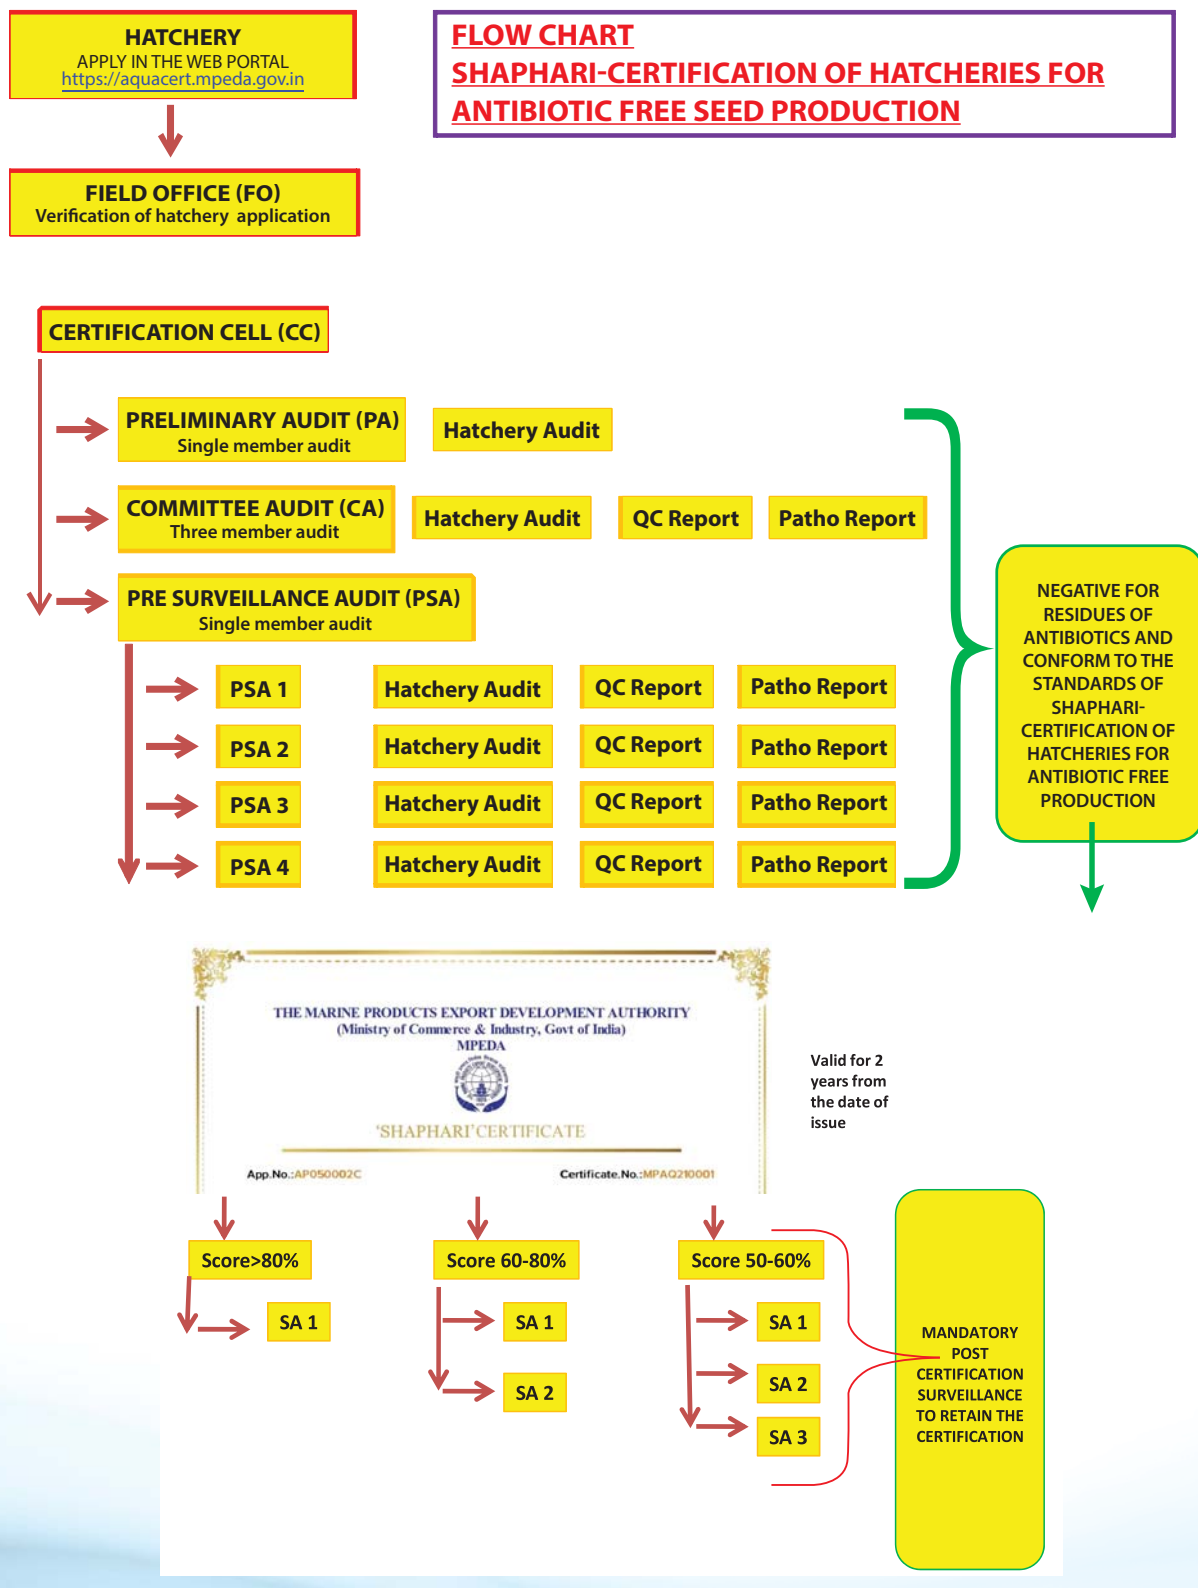 HATCHERY
APPLY IN THE WEB PORTAL
https://aquacert.mpeda.gov.in
FLOW CHART
SHAPHARI-CERTIFICATION OF HATCHERIES FOR
ANTIBIOTIC FREE SEED PRODUCTION
FIELD OFFICE (FO)
Verification of hatchery application
CERTIFICATION CELL (CC)
PRELIMINARY AUDIT (PA)
Single member audit
Hatchery Audit
COMMITTEE AUDIT (CA)
Three member audit
Hatchery Audit
QC Report
Patho Report
PRE SURVEILLANCE AUDIT (PSA)
Single member audit
PSA 1
Hatchery Audit
QC Report
Patho Report
PSA 2
Hatchery Audit
QC Report
Patho Report
PSA 3
Hatchery Audit
QC Report
Patho Report
PSA 4
Hatchery Audit
QC Report
Patho Report
NEGATIVE FOR
RESIDUES OF
ANTIBIOTICS AND
CONFORM TO THE
STANDARDS OF
SHAPHARI-
CERTIFICATION OF
HATCHERIES FOR
ANTIBIOTIC FREE
PRODUCTION
THE MARINE PRODUCTS EXPORT DEVELOPMENT AUTHORITY
(Ministry of Commerce & Industry, Govt of India)
MPEDA
'SHAPHARI' CERTIFICATE
App.No.:AP050002C
Certificate.No.:MPAQ210001
Valid for 2
years from
the date of
issue
Score>80%
SA 1
Score 60-80%
SA 1
SA 2
Score 50-60%
SA 1
SA 2
SA 3
MANDATORY
POST
CERTIFICATION
SURVEILLANCE
TO RETAIN THE
CERTIFICATION